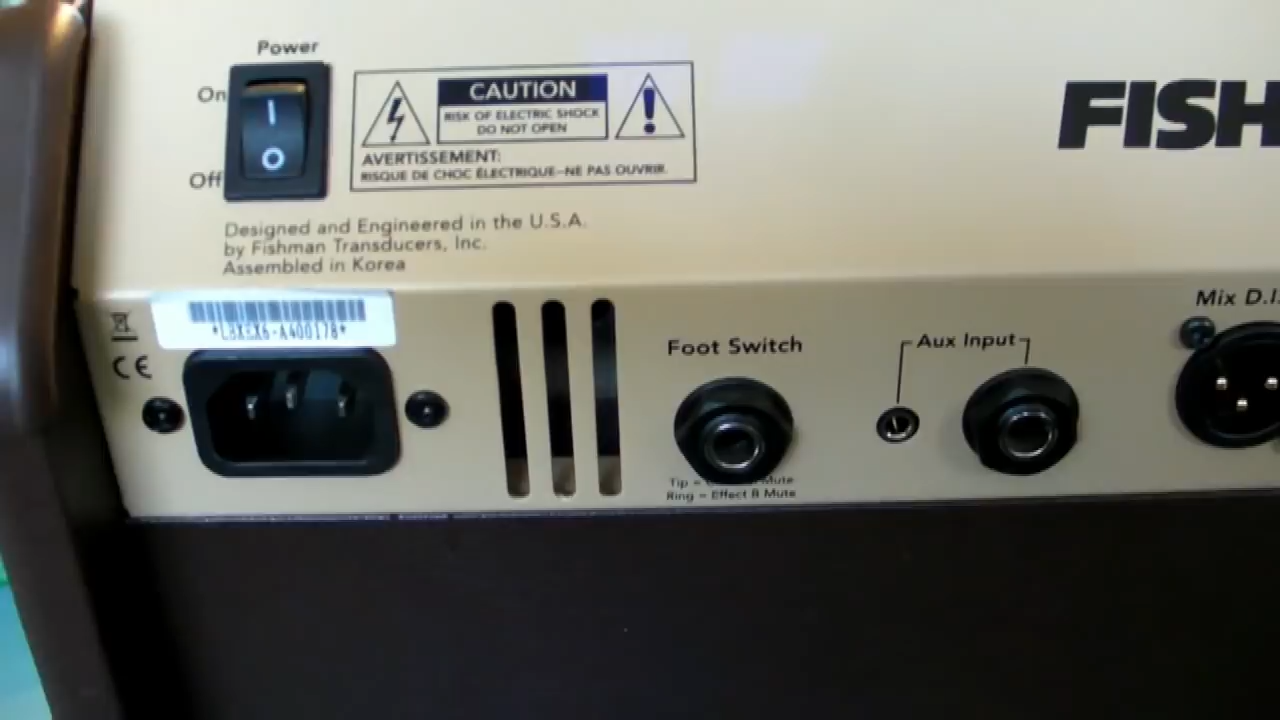 Power
On
I
O
Off
CAUTION
RISK OF ELECTRIC SHOCK
DO NOT OPEN
AVERTISSEMENT:
RISQUE DE CHOC ÉLECTRIQUE-NE PAS OUVRIR.
FISH
Designed and Engineered in the U.S.A.
by Fishman Transducers, Inc.
Assembled in Korea
CE
Foot Switch
Aux Input
Mix D.I.
Tip = Mute
Ring = Effect B Mute